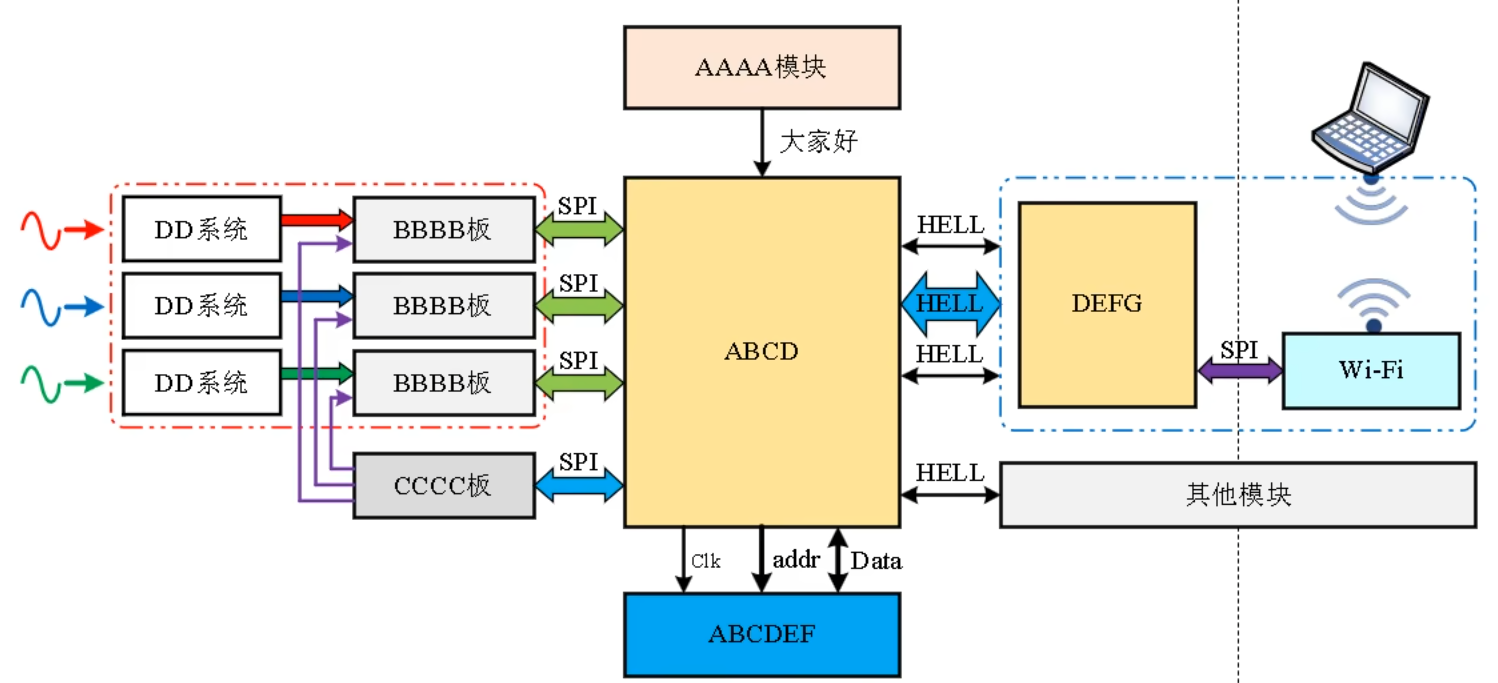 AAAA模块
大家好
DD系统
BBBB板
SPI
DD系统
BBBB板
SPI
DD系统
BBBB板
SPI
CCCC板
SPI
ABCD
HELL
HELL
HELL
HELL
DEFG
SPI
Wi-Fi
其他模块
Clk
addr
Data
ABCDEF